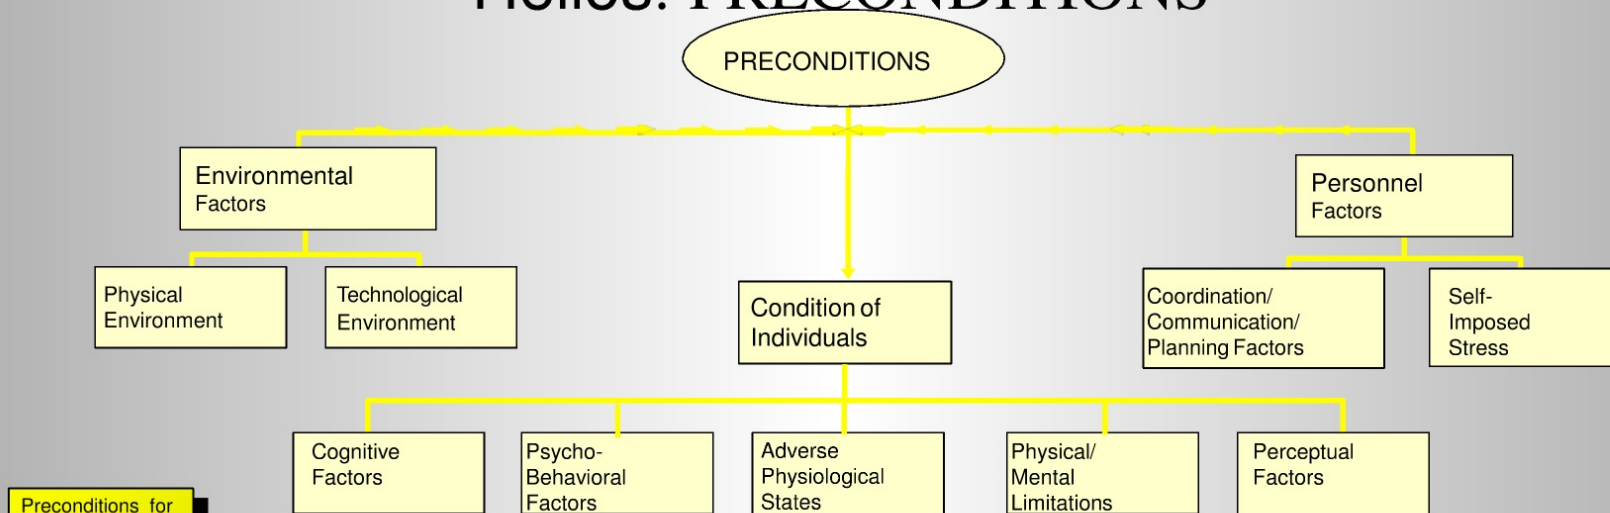 PRECONDITIONS
PRECONDITIONS
Environmental
Factors
Personnel
Factors
Physical
Environment
Technological
Environment
Condition of
Individuals
Coordination/
Communication/
Planning Factors
Self-
Imposed
Stress
Cognitive
Factors
Psycho-
Behavioral
Factors
Adverse
Physiological
States
Physical/
Mental
Limitations
Perceptual
Factors
Preconditions for